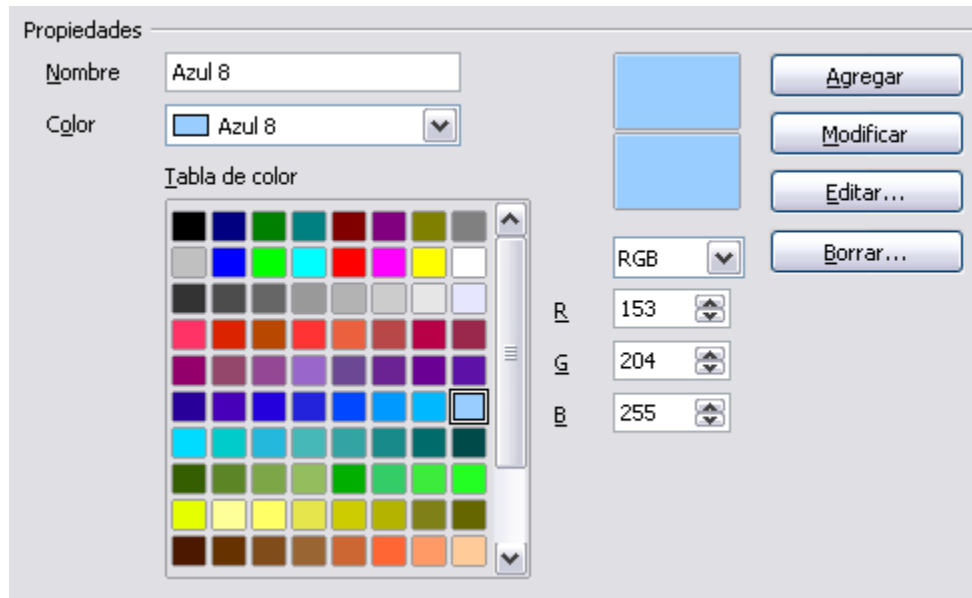 Propiedades
Nombre Azul 8 Agregar
Color Azul 8 Modificar
Tabla de color Editar...
RGB Borrar...
R 153
G 204
B 255